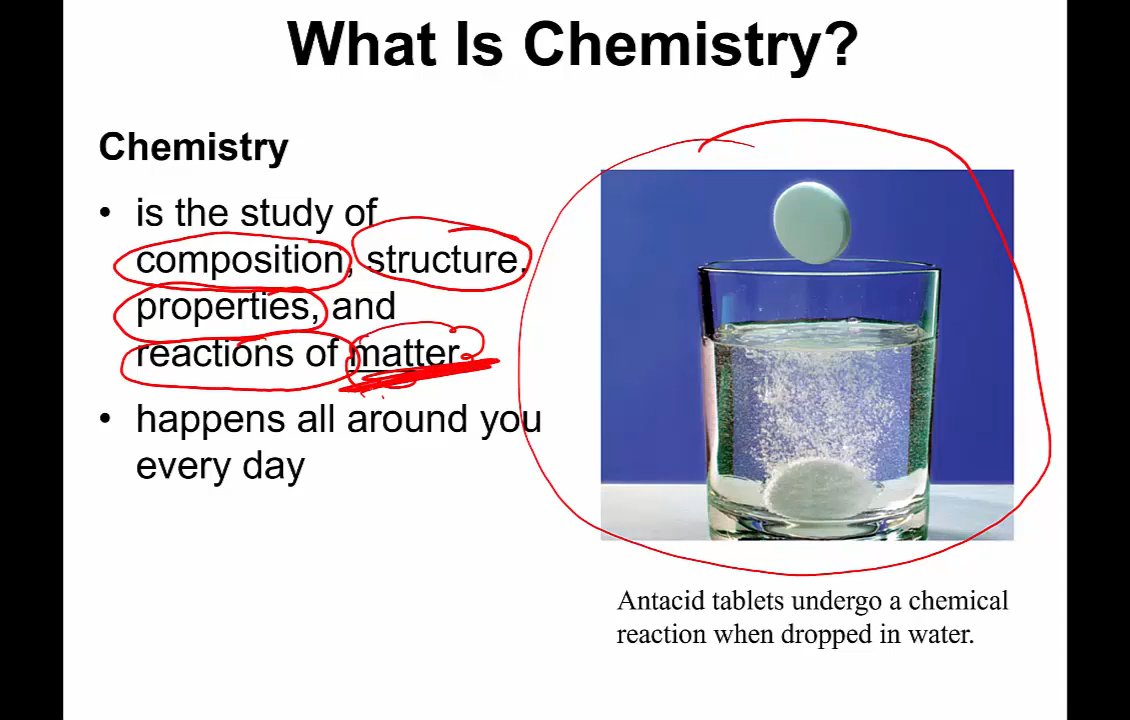 What Is Chemistry?
Chemistry
• is the study of
composition, structure,
properties, and
reactions of matter.
• happens all around you
every day
Antacid tablets undergo a chemical
reaction when dropped in water.